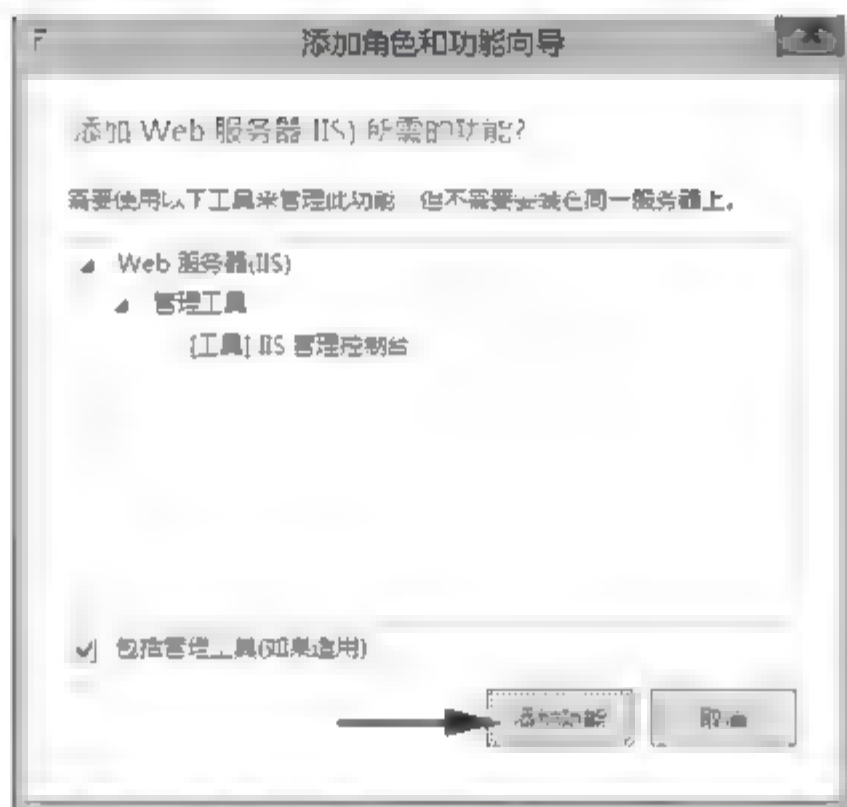 添加角色和功能向导
添加 Web 服务器(IIS) 所需的功能?
需要使用以下工具来管理此功能，但不需要安装在同一服务器上。
Web 服务器(IIS)
管理工具
[工具] IIS 管理控制台
包括管理工具(如果适用)
添加功能
取消